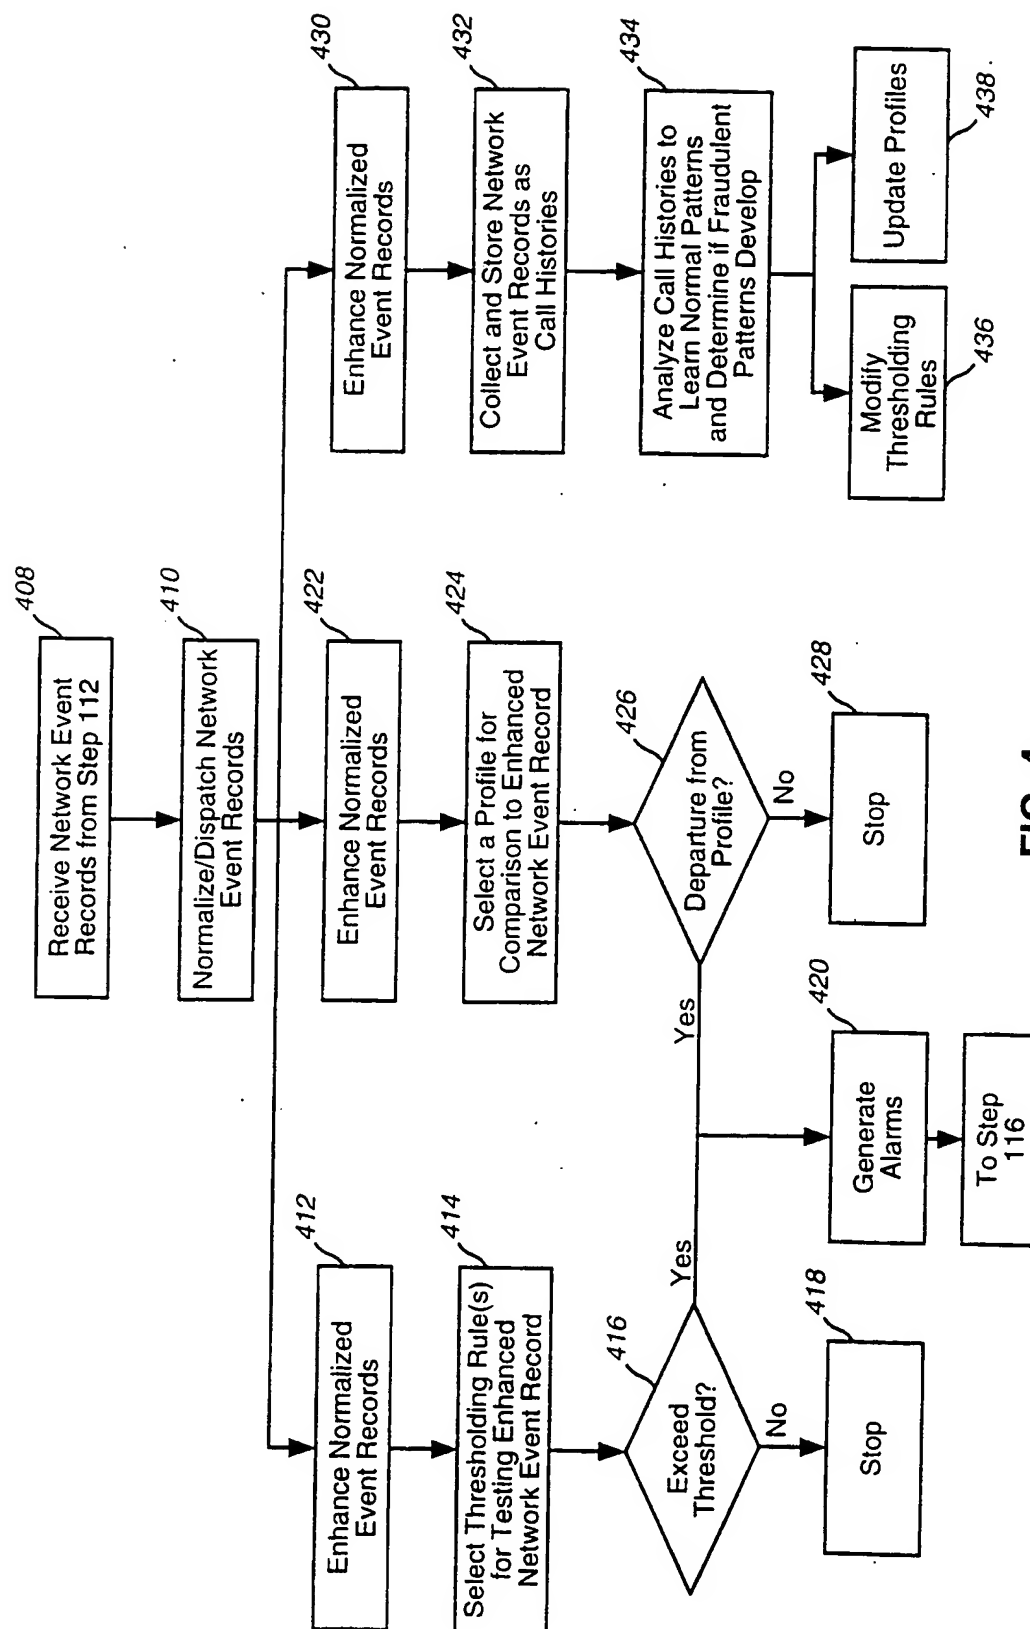 408
Receive Network Event
Records from Step 112
410
Normalize/Dispatch Network
Event Records
412
Enhance Normalized
Event Records
414
Select Thresholding Rule(s)
for Testing Enhanced
Network Event Record
416
Exceed
Threshold?
Yes
No
418
Stop
422
Enhance Normalized
Event Records
424
Select a Profile for
Comparison to Enhanced
Network Event Record
426
Departure from
Profile?
Yes
No
428
Stop
420
Generate
Alarms
To Step
116
430
Enhance Normalized
Event Records
432
Collect and Store Network
Event Records as
Call Histories
434
Analyze Call Histories to
Learn Normal Patterns
and Determine if Fraudulent
Patterns Develop
Modify
Thresholding
Rules
436
Update Profiles
438.